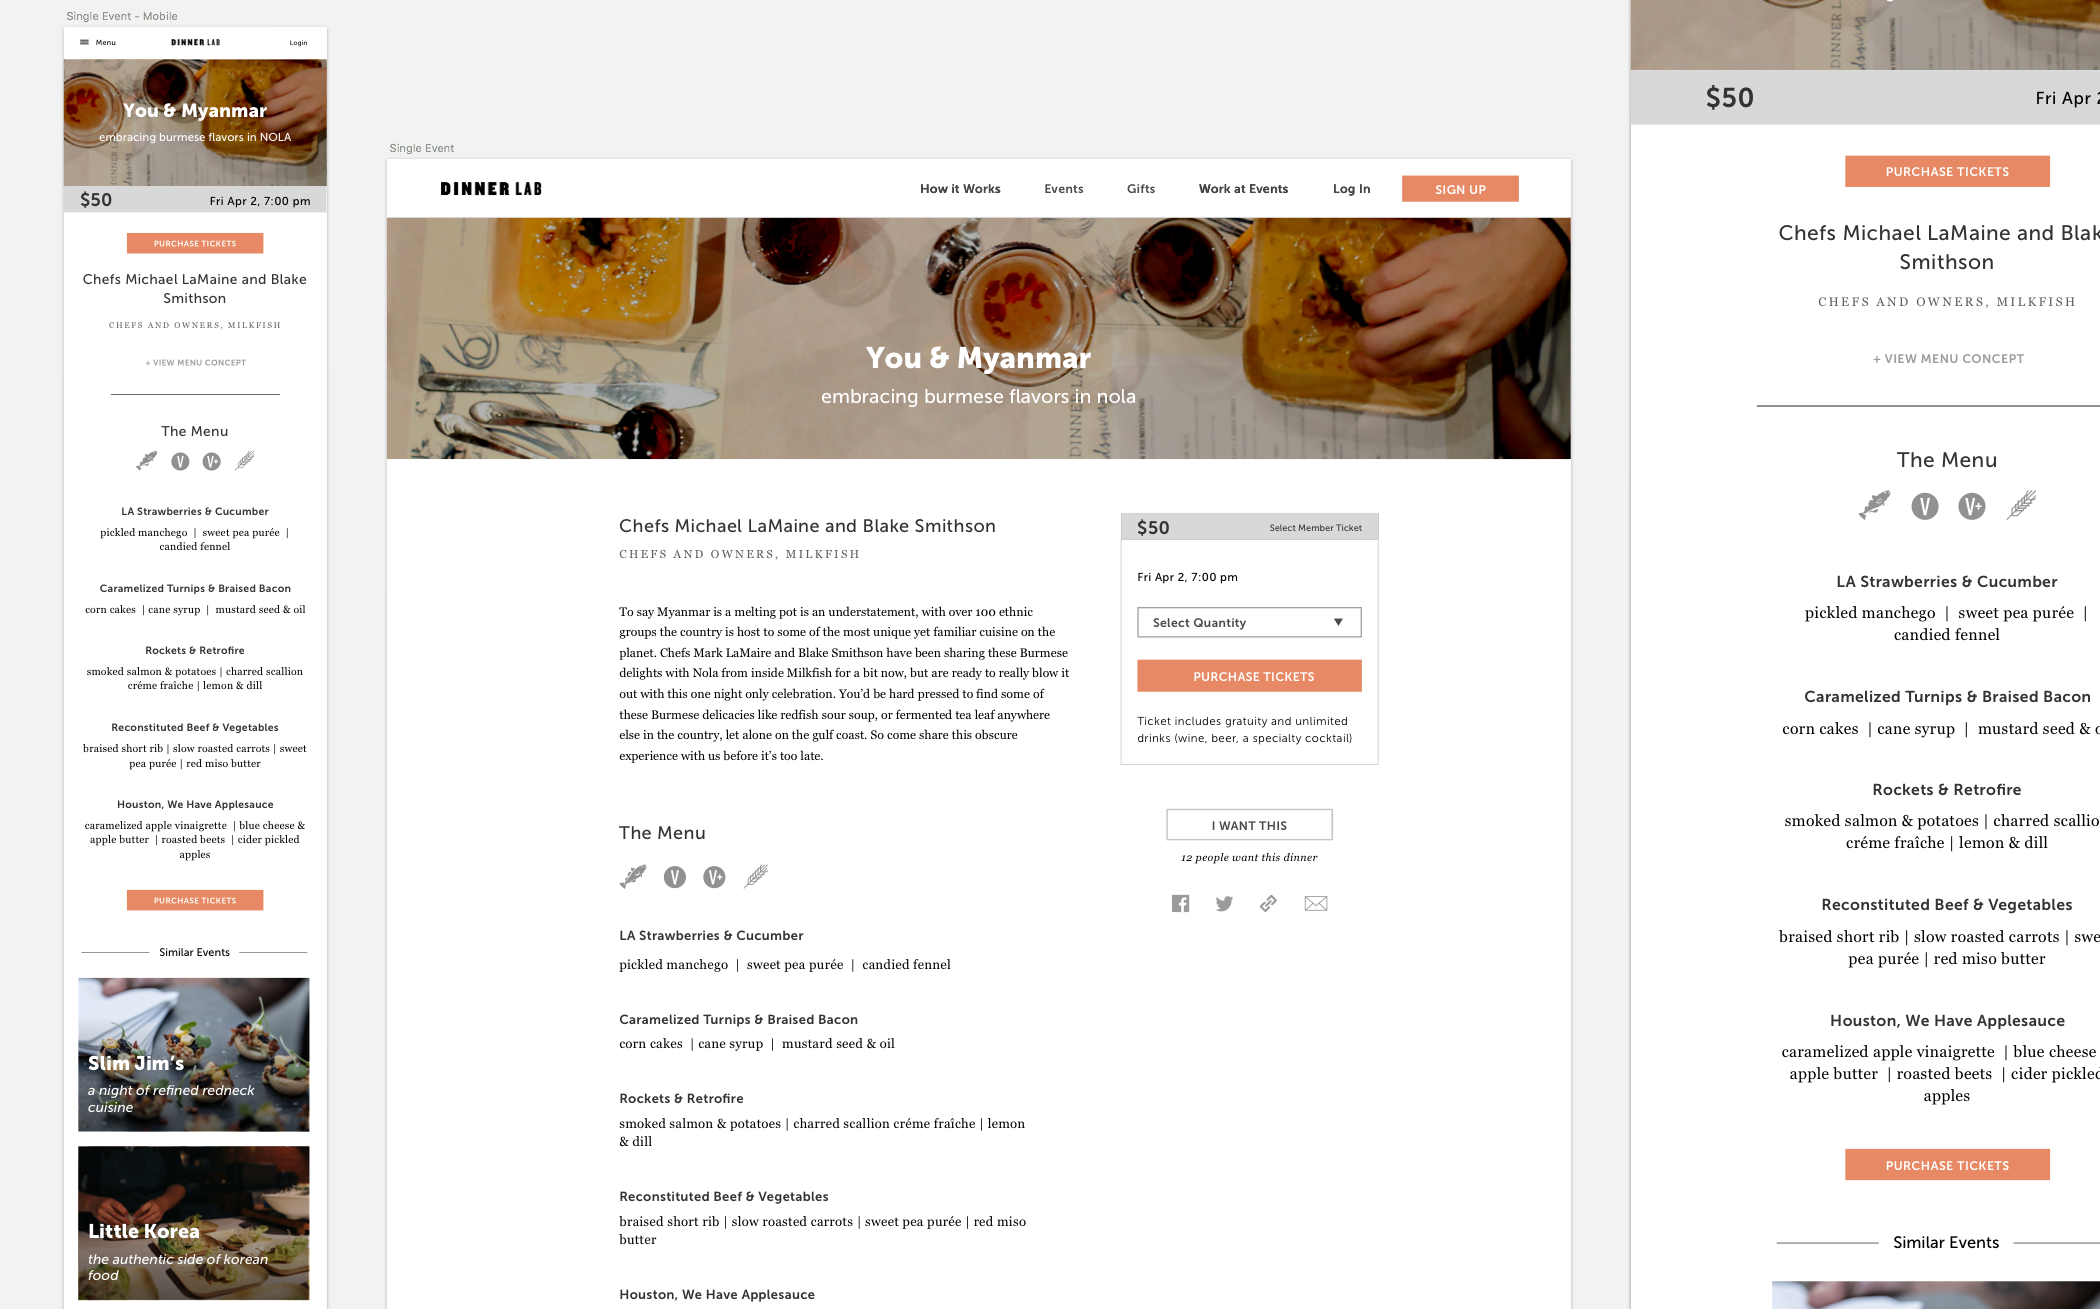 Single Event - Mobile
Menu
DINNER LAB
Login
You & Myanmar
embracing burmese flavors in NOLA
$50
Fri Apr 2, 7:00 pm
PURCHASE TICKETS
Chefs Michael LaMaine and Blake
Smithson
CHEFS AND OWNERS, MILKFISH
+ VIEW MENU CONCEPT
The Menu
V
V+
LA Strawberries & Cucumber
pickled manchego | sweet pea purée |
candied fennel
Caramelized Turnips & Braised Bacon
corn cakes | cane syrup | mustard seed & oil
Rockets & Retrofire
smoked salmon & potatoes | charred scallion
créme fraîche | lemon & dill
Reconstituted Beef & Vegetables
braised short rib | slow roasted carrots | sweet
pea purée | red miso butter
Houston, We Have Applesauce
caramelized apple vinaigrette | blue cheese &
apple butter | roasted beets | cider pickled
apples
PURCHASE TICKETS
Similar Events
Slim Jim's
a night of refined redneck
cuisine
Little Korea
the authentic side of korean
food
Single Event
DINNER LAB
How it Works
Events
Gifts
Work at Events
Log In
SIGN UP
You & Myanmar
embracing burmese flavors in nola
Chefs Michael LaMaine and Blake Smithson
CHEFS AND OWNERS, MILKFISH
To say Myanmar is a melting pot is an understatement, with over 100 ethnic
groups the country is host to some of the most unique yet familiar cuisine on the
planet. Chefs Mark LaMaire and Blake Smithson have been sharing these Burmese
delights with Nola from inside Milkfish for a bit now, but are ready to really blow it
out with this one night only celebration. You'd be hard pressed to find some of
these Burmese delicacies like redfish sour soup, or fermented tea leaf anywhere
else in the country, let alone on the gulf coast. So come share this obscure
experience with us before it's too late.
The Menu
V
V+
LA Strawberries & Cucumber
pickled manchego | sweet pea purée | candied fennel
Caramelized Turnips & Braised Bacon
corn cakes | cane syrup | mustard seed & oil
Rockets & Retrofire
smoked salmon & potatoes | charred scallion créme fraîche | lemon
& dill
Reconstituted Beef & Vegetables
braised short rib | slow roasted carrots | sweet pea purée | red miso
butter
Houston, We Have Applesauce
$50
Select Member Ticket
Fri Apr 2, 7:00 pm
Select Quantity
PURCHASE TICKETS
Ticket includes gratuity and unlimited
drinks (wine, beer, a specialty cocktail)
I WANT THIS
12 people want this dinner
$50
Fri Apr 2
PURCHASE TICKETS
Chefs Michael LaMaine and Blak
Smithson
CHEFS AND OWNERS, MILKFISH
+ VIEW MENU CONCEPT
The Menu
V
V+
LA Strawberries & Cucumber
pickled manchego | sweet pea purée |
candied fennel
Caramelized Turnips & Braised Bacon
corn cakes | cane syrup | mustard seed & o
Rockets & Retrofire
smoked salmon & potatoes | charred scallio
créme fraîche | lemon & dill
Reconstituted Beef & Vegetables
braised short rib | slow roasted carrots | swe
pea purée | red miso butter
Houston, We Have Applesauce
caramelized apple vinaigrette | blue cheese
apple butter | roasted beets | cider pickled
apples
PURCHASE TICKETS
Similar Events